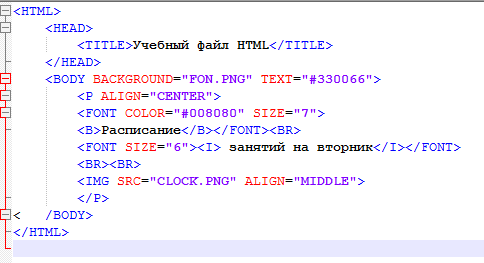 <HTML>
<HEAD>
<TITLE>Учебный файл HTML</TITLE>
</HEAD>
<BODY BACKGROUND="FON.PNG" TEXT="#330066">
<P ALIGN="CENTER">
<FONT COLOR="#008080" SIZE="7">
<B>Расписание</B></FONT><BR>
<FONT SIZE="6"><I> занятий на вторник</I></FONT>
<BR><BR>
<IMG SRC="CLOCK.PNG" ALIGN="MIDDLE">
</P>
<   /BODY>
</HTML>